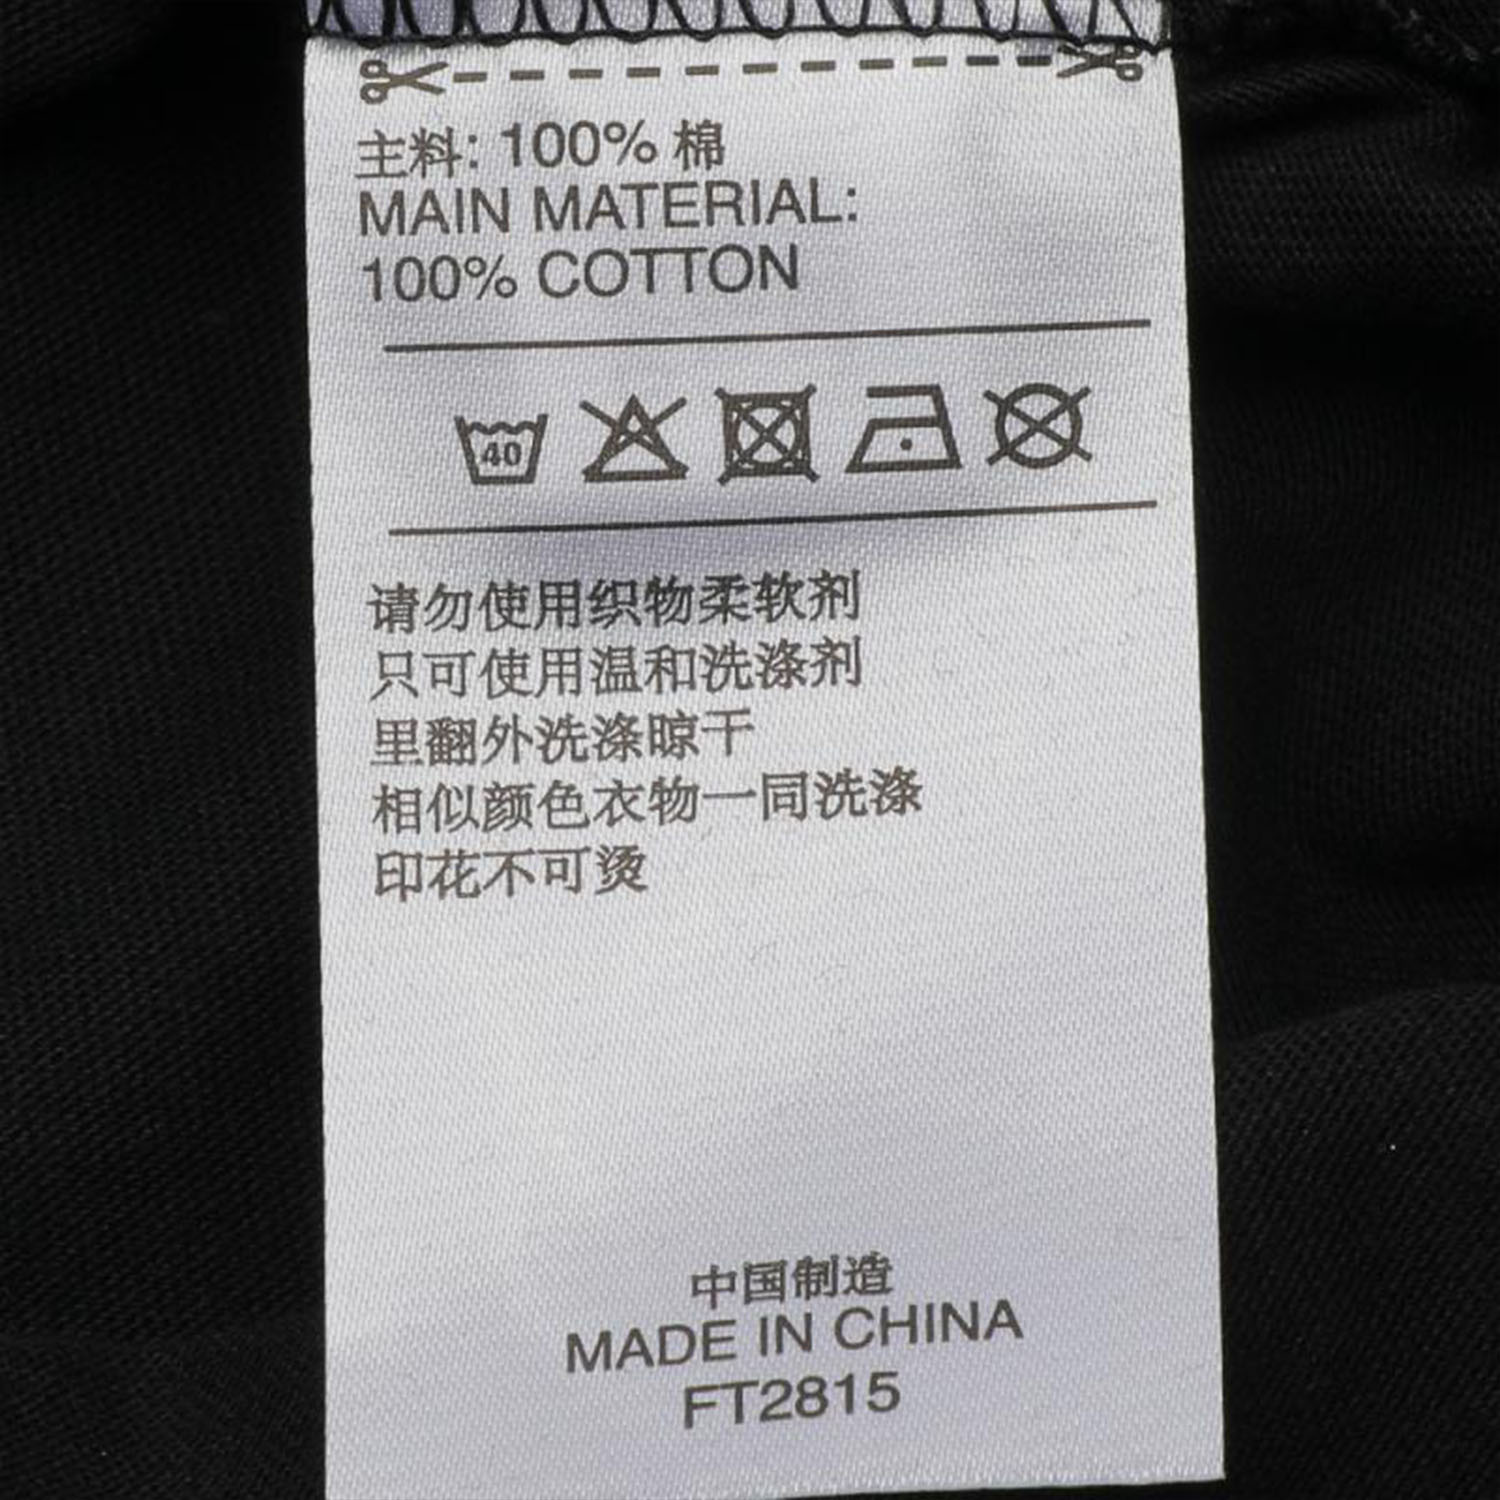 主料: 100% 棉
MAIN MATERIAL:
100% COTTON
40
请勿使用织物柔软剂
只可使用温和洗涤剂
里翻外洗涤晾干
相似颜色衣物一同洗涤
印花不可烫
中国制造
MADE IN CHINA
FT2815